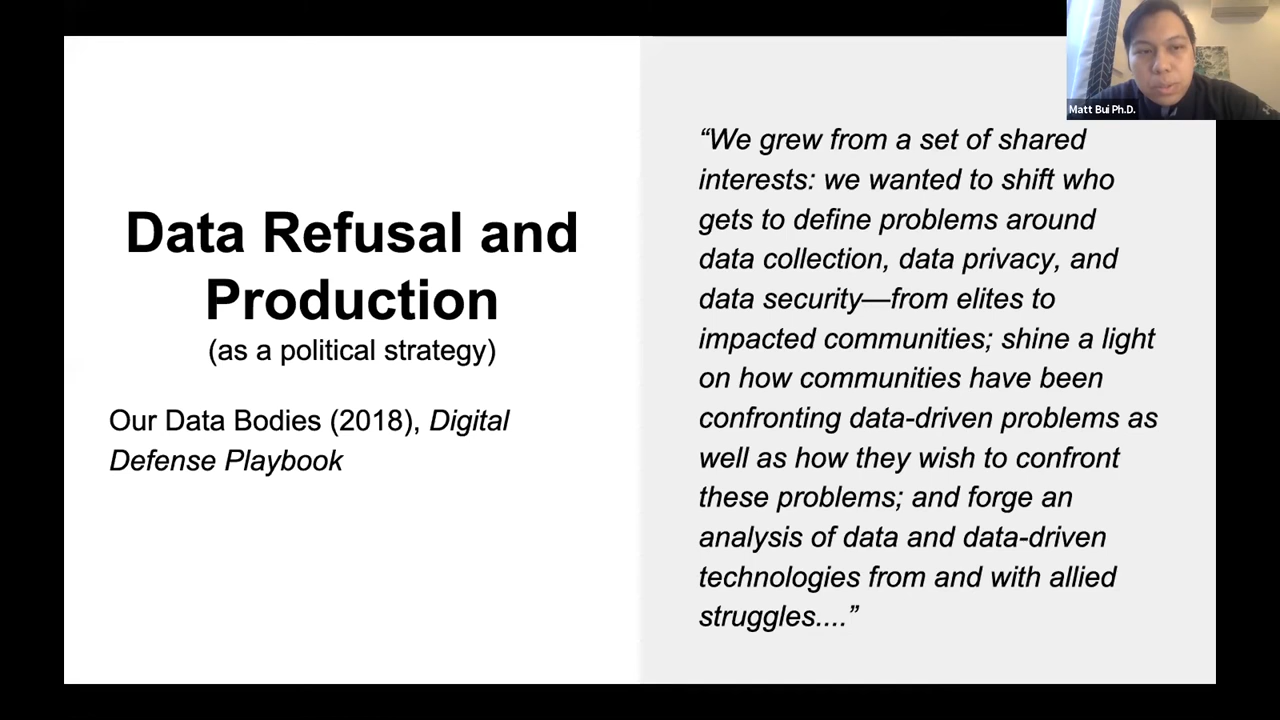 Matt Bui Ph.D.
Data Refusal and
Production
(as a political strategy)
Our Data Bodies (2018), Digital
Defense Playbook
“We grew from a set of shared
interests: we wanted to shift who
gets to define problems around
data collection, data privacy, and
data security—from elites to
impacted communities; shine a light
on how communities have been
confronting data-driven problems as
well as how they wish to confront
these problems; and forge an
analysis of data and data-driven
technologies from and with allied
struggles....”